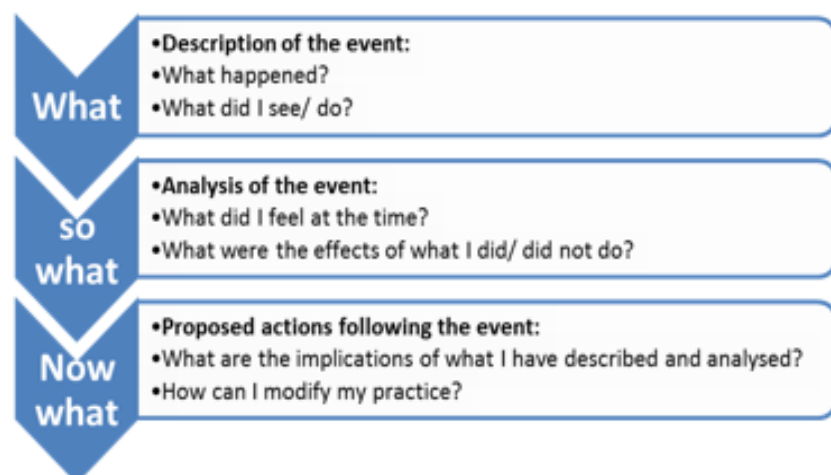 What
•Description of the event:
•What happened?
•What did I see/ do?
so
what
•Analysis of the event:
•What did I feel at the time?
•What were the effects of what I did/ did not do?
Now
what
•Proposed actions following the event:
•What are the implications of what I have described and analysed?
•How can I modify my practice?